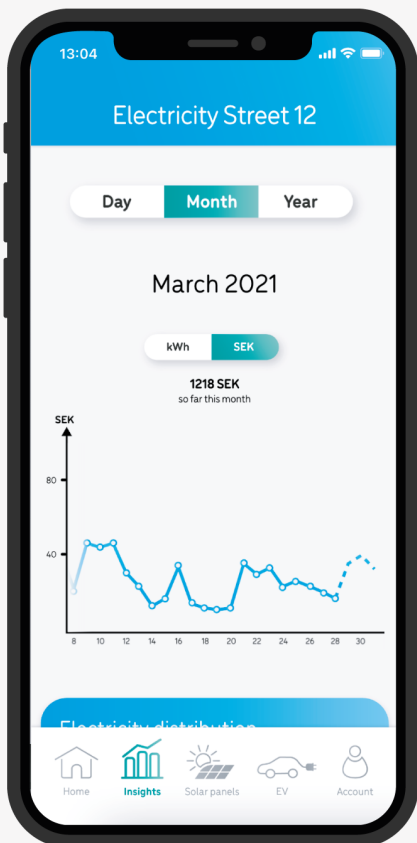 13:04
Electricity Street 12
Day Month Year
March 2021
kWh SEK
1218 SEK
so far this month
SEK
80
40
8 10 12 14 16 18 20 22 24 26 28 30
Electricity distribution
Home Insights Solar panels EV Account